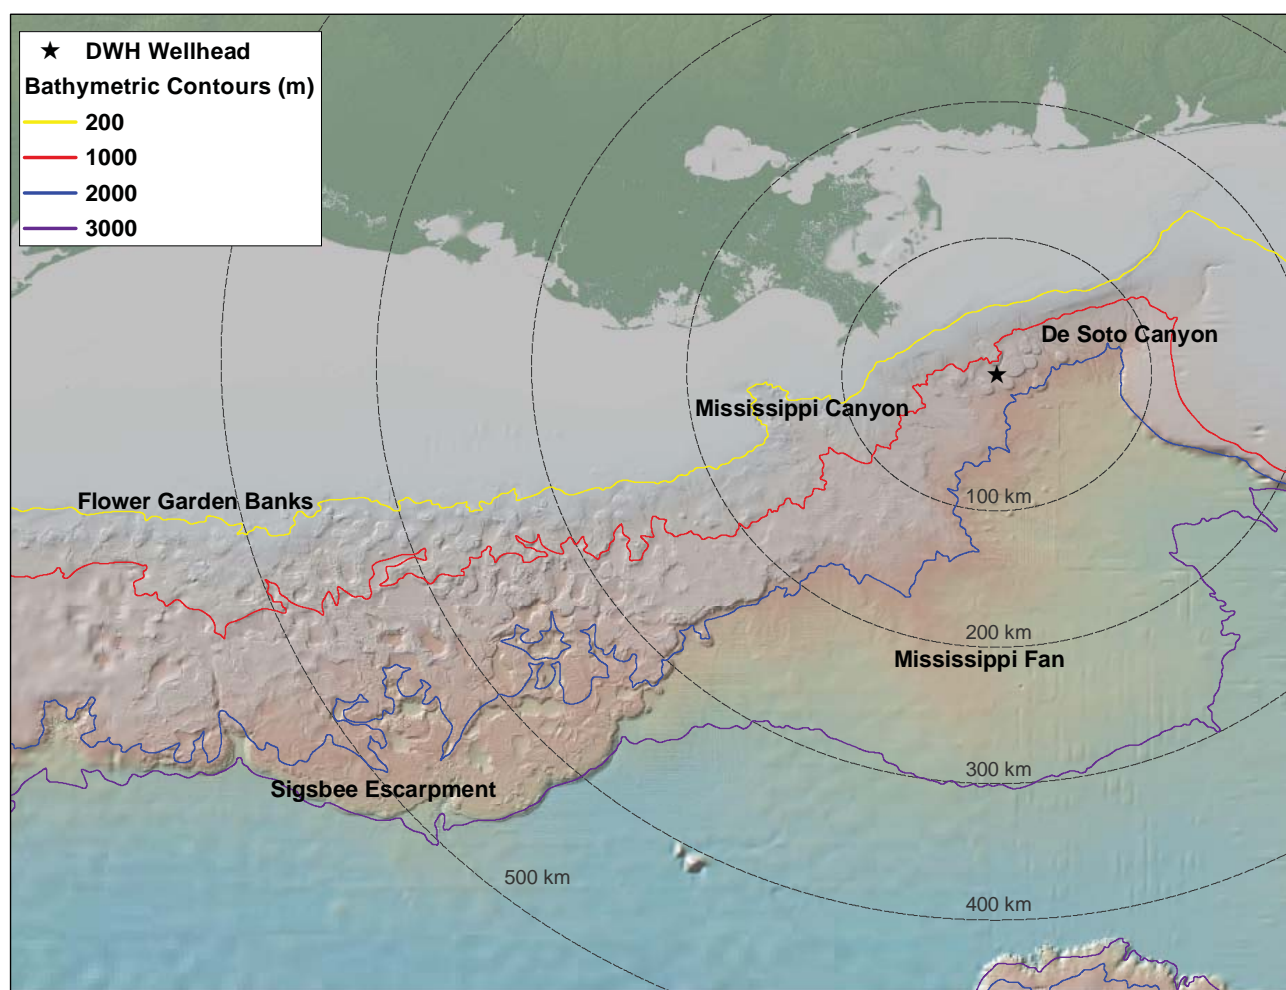 DWH Wellhead
Bathymetric Contours (m)
200
1000
2000
3000
De Soto Canyon
Mississippi Canyon
Flower Garden Banks
100 km
200 km
Mississippi Fan
300 km
Sigsbee Escarpment
500 km
400 km